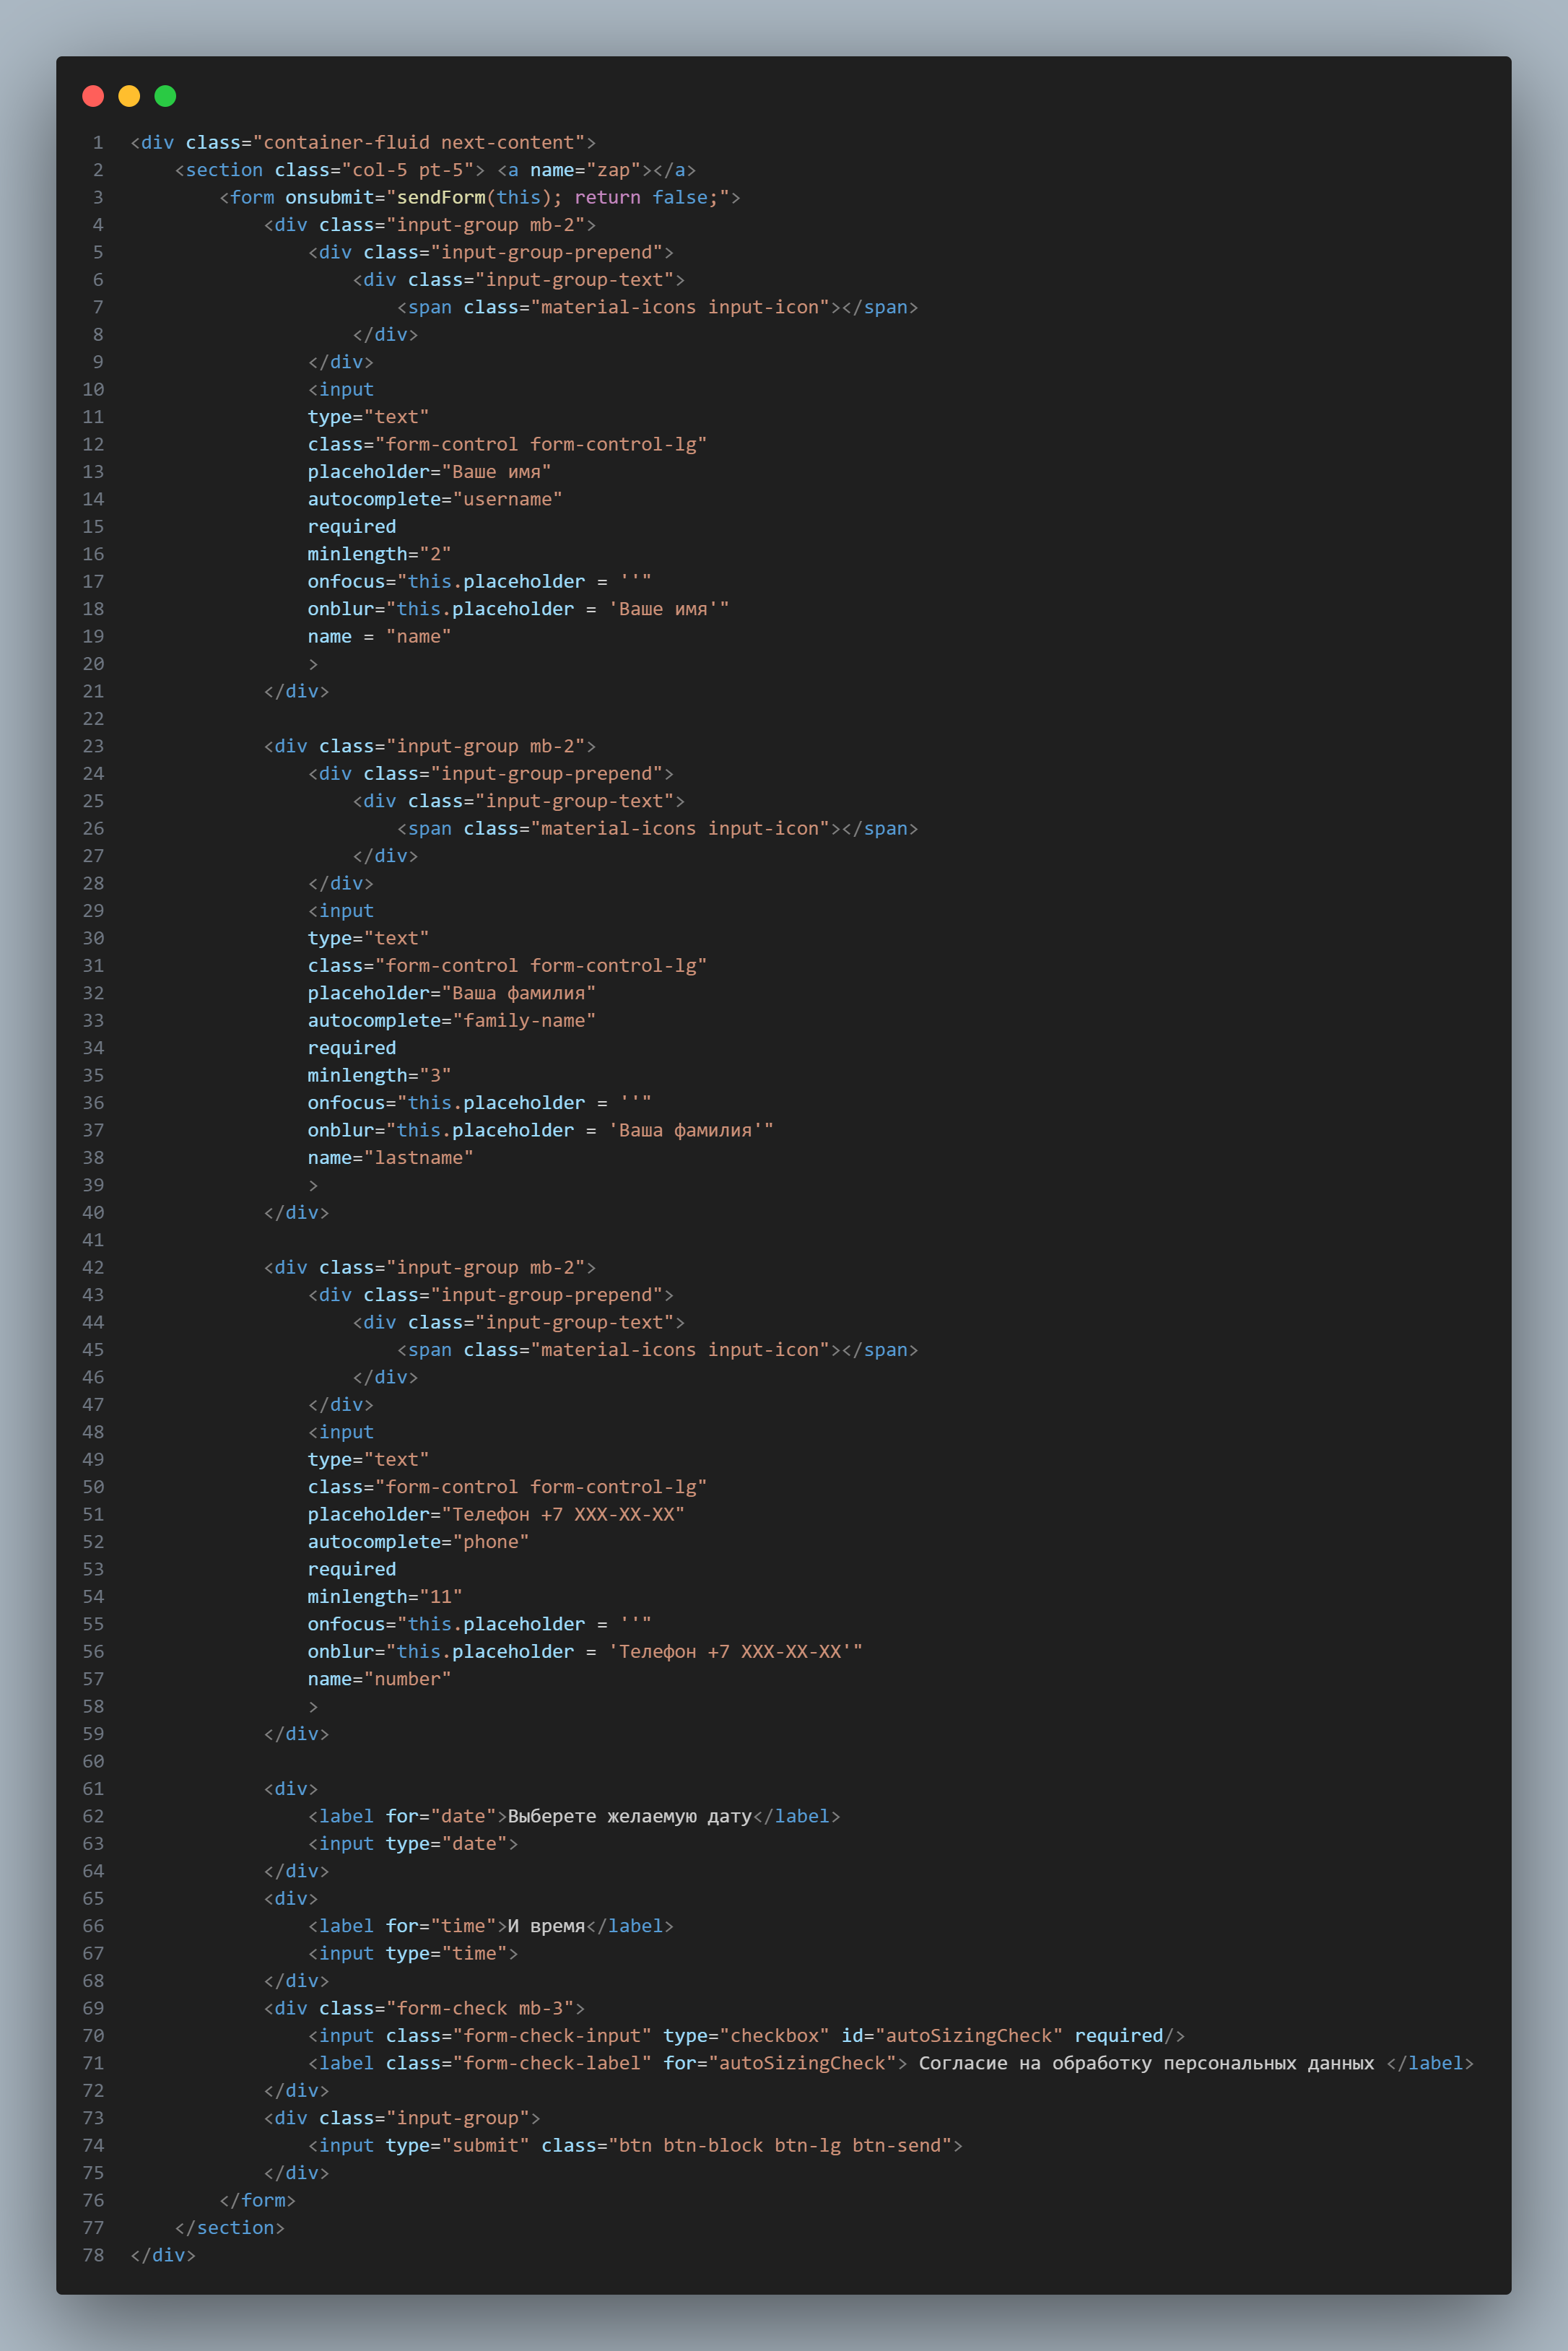 1 <div class="container-fluid next-content">
2     <section class="col-5 pt-5"> <a name="zap"></a>
3         <form onsubmit="sendForm(this); return false;">
4             <div class="input-group mb-2">
5                 <div class="input-group-prepend">
6                     <div class="input-group-text">
7                         <span class="material-icons input-icon"></span>
8                     </div>
9                 </div>
10                 <input
11                 type="text"
12                 class="form-control form-control-lg"
13                 placeholder="Ваше имя"
14                 autocomplete="username"
15                 required
16                 minlength="2"
17                 onfocus="this.placeholder = ''"
18                 onblur="this.placeholder = 'Ваше имя'"
19                 name = "name"
20                 >
21             </div>
22
23             <div class="input-group mb-2">
24                 <div class="input-group-prepend">
25                     <div class="input-group-text">
26                         <span class="material-icons input-icon"></span>
27                     </div>
28                 </div>
29                 <input
30                 type="text"
31                 class="form-control form-control-lg"
32                 placeholder="Ваша фамилия"
33                 autocomplete="family-name"
34                 required
35                 minlength="3"
36                 onfocus="this.placeholder = ''"
37                 onblur="this.placeholder = 'Ваша фамилия'"
38                 name="lastname"
39                 >
40             </div>
41
42             <div class="input-group mb-2">
43                 <div class="input-group-prepend">
44                     <div class="input-group-text">
45                         <span class="material-icons input-icon"></span>
46                     </div>
47                 </div>
48                 <input
49                 type="text"
50                 class="form-control form-control-lg"
51                 placeholder="Телефон +7 XXX-XX-XX"
52                 autocomplete="phone"
53                 required
54                 minlength="11"
55                 onfocus="this.placeholder = ''"
56                 onblur="this.placeholder = 'Телефон +7 XXX-XX-XX'"
57                 name="number"
58                 >
59             </div>
60
61             <div>
62                 <label for="date">Выберете желаемую дату</label>
63                 <input type="date">
64             </div>
65             <div>
66                 <label for="time">И время</label>
67                 <input type="time">
68             </div>
69             <div class="form-check mb-3">
70                 <input class="form-check-input" type="checkbox" id="autoSizingCheck" required/>
71                 <label class="form-check-label" for="autoSizingCheck"> Согласие на обработку персональных данных </label>
72             </div>
73             <div class="input-group">
74                 <input type="submit" class="btn btn-block btn-lg btn-send">
75             </div>
76         </form>
77     </section>
78 </div>